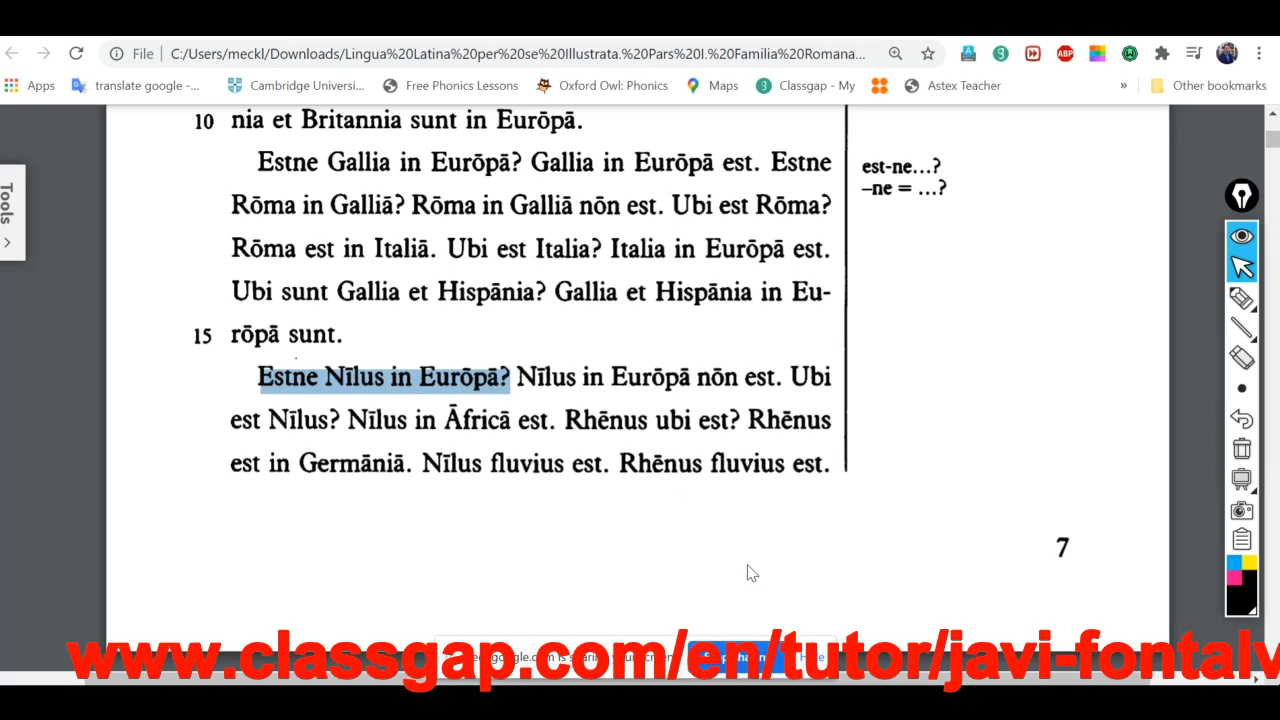 File C:/Users/meckl/Downloads/Lingua%20Latina%20per%20se%20Illustrata.%20Pars%20I.%20Familia%20Romana...
Apps translate google -... Cambridge Universi... Free Phonics Lessons Oxford Owl: Phonics Maps Classgap - My Astex Teacher » Other bookmarks
Tools
10 nia et Britannia sunt in Eurōpā.
Estne Gallia in Eurōpā? Gallia in Eurōpā est. Estne
est-ne...?
Rōma in Galliā? Rōma in Galliā nōn est. Ubi est Rōma?
–ne = ...?
Rōma est in Italiā. Ubi est Italia? Italia in Eurōpā est.
Ubi sunt Gallia et Hispānia? Gallia et Hispānia in Eu-
15 rōpā sunt.
Estne Nīlus in Eurōpā? Nīlus in Eurōpā nōn est. Ubi
est Nīlus? Nīlus in Āfricā est. Rhēnus ubi est? Rhēnus
est in Germāniā. Nīlus fluvius est. Rhēnus fluvius est.
7
www.classgap.com/en/tutor/javi-fontalv